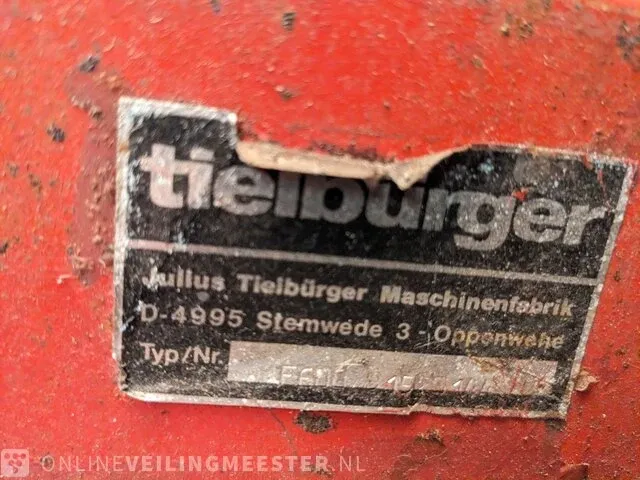 tielbürger
Julius Tielbürger Maschinenfabrik
D-4995 Stemwede 3 - Oppenwehe
Typ/Nr.
ONLINEVEILINGMEESTER.NL